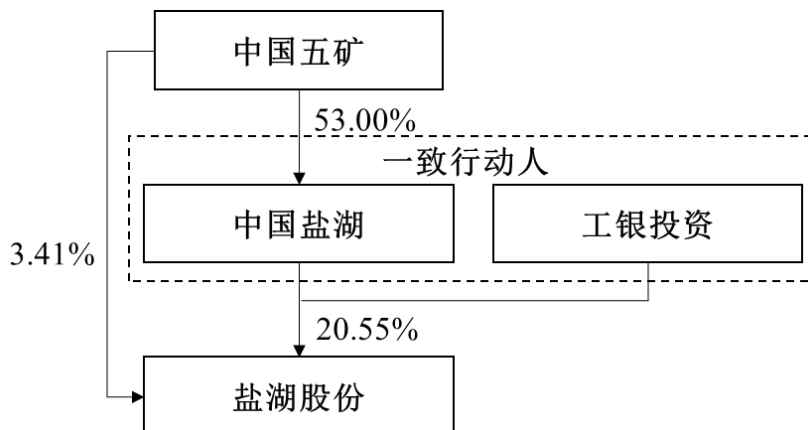 中国五矿
53.00%
一致行动人
中国盐湖
工银投资
3.41%
20.55%
盐湖股份